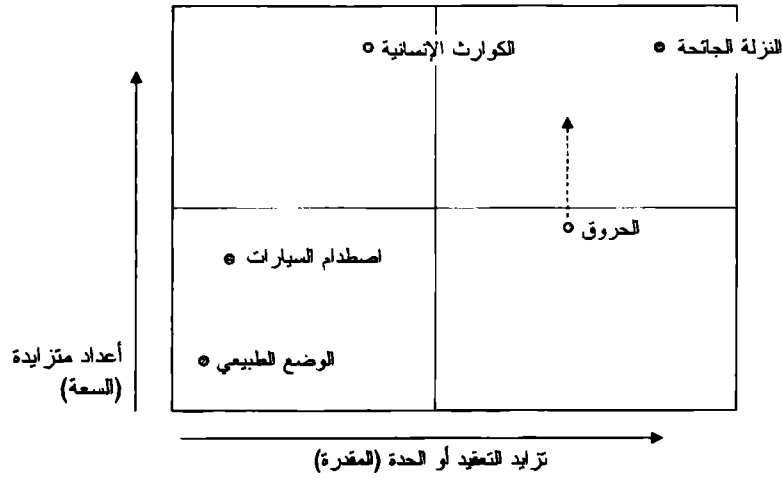 النزلة الجائحة
الكوارث الإنسانية
الحروق
اصطدام السيارات
الوضع الطبيعي
أعداد متزايدة
(السعة)
تزايد التعقيد أو الحدة (المقدرة)